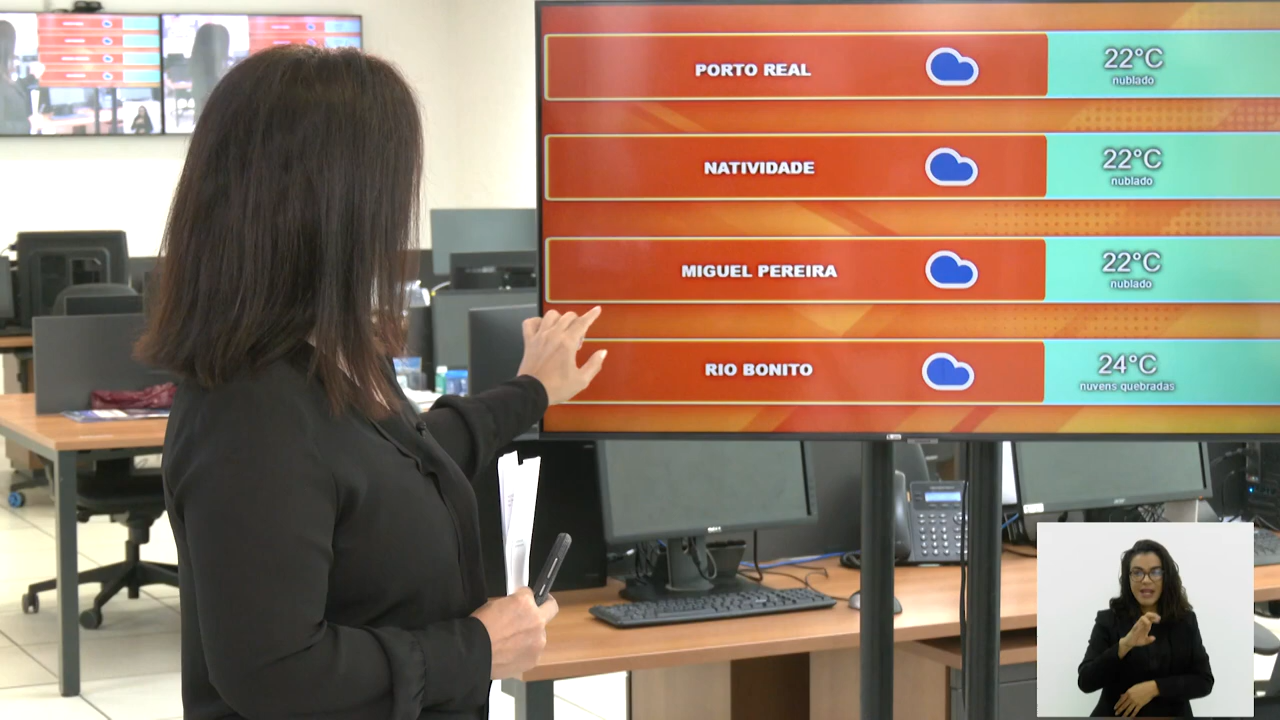 PORTO REAL
22°C
nublado
NATIVIDADE
22°C
nublado
MIGUEL PEREIRA
22°C
nublado
RIO BONITO
24°C
nuvens quebradas